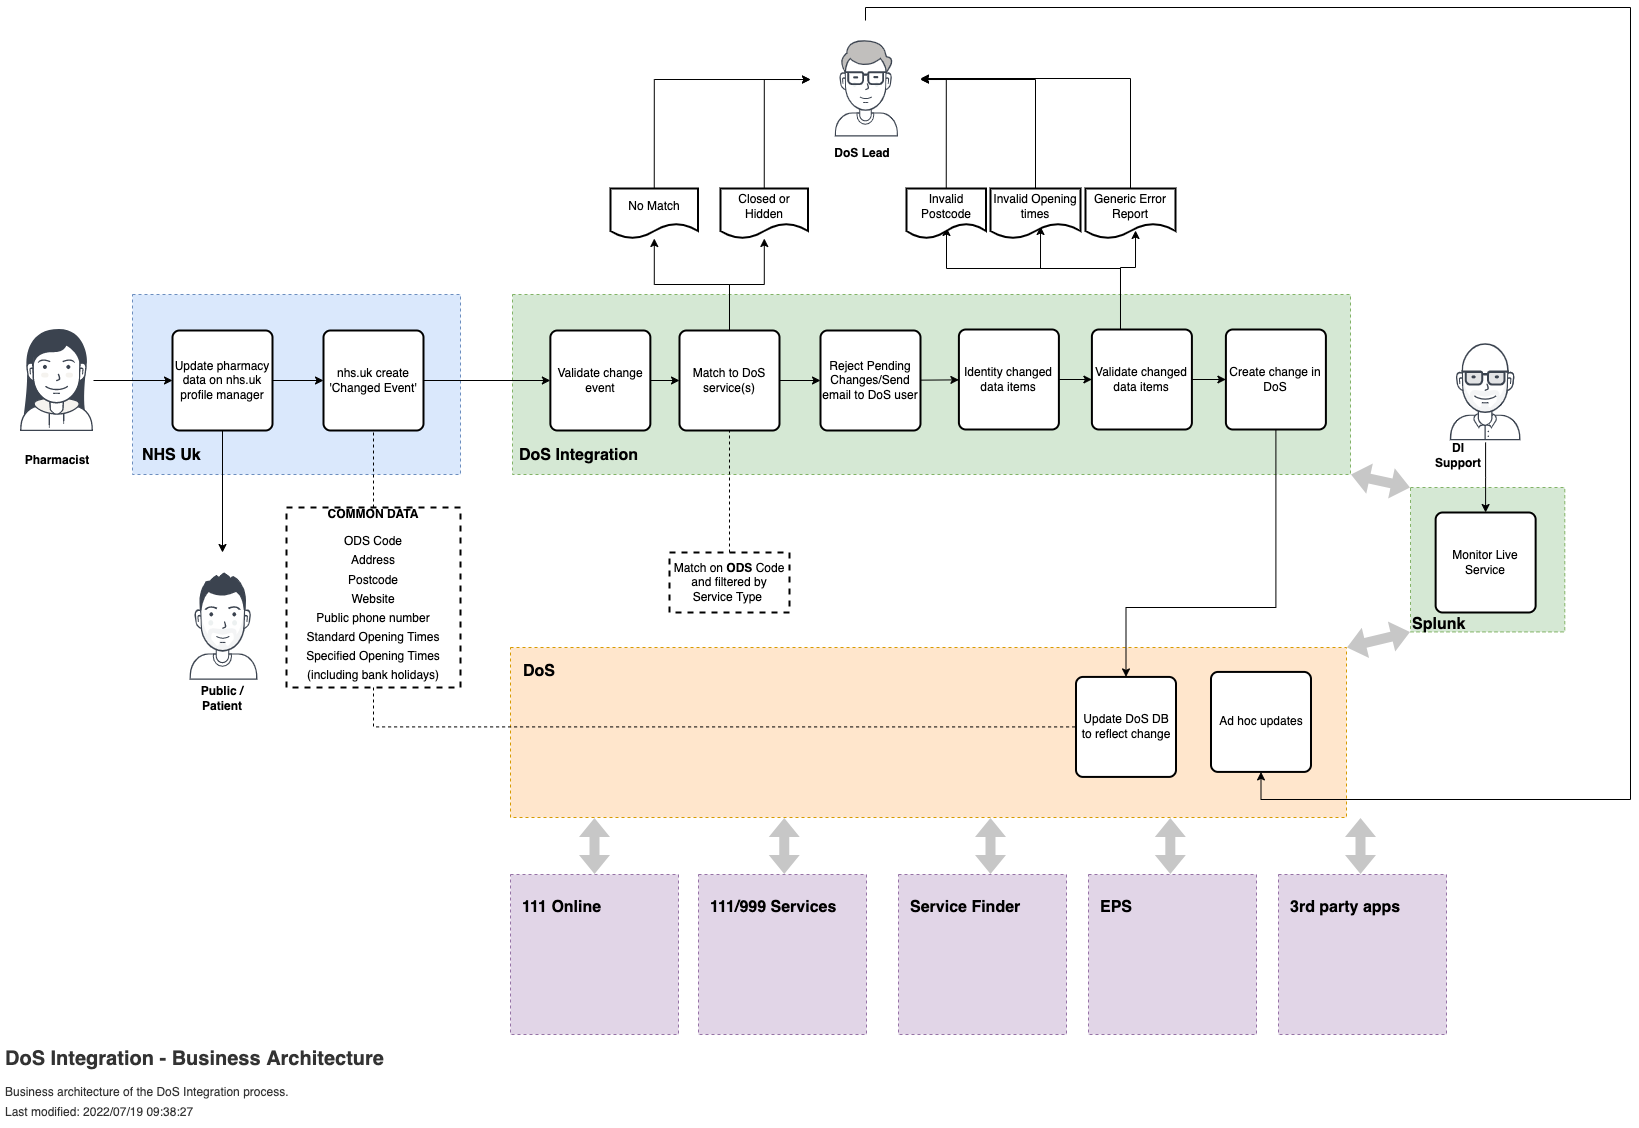 DoS Lead
No Match
Closed or
Hidden
Invalid
Postcode
Invalid Opening
times
Generic Error
Report
Pharmacist
Update pharmacy
data on nhs.uk
profile manager
nhs.uk create
'Changed Event'
NHS Uk
Validate change
event
Match to DoS
service(s)
Reject Pending
Changes/Send
email to DoS user
Identity changed
data items
Validate changed
data items
Create change in
DoS
DoS Integration
DI
Support
Monitor Live
Service
Splunk
COMMON DATA
ODS Code
Address
Postcode
Website
Public phone number
Standard Opening Times
Specified Opening Times
(including bank holidays)
Match on ODS Code
and filtered by
Service Type
Public /
Patient
DoS
Update DoS DB
to reflect change
Ad hoc updates
111 Online
111/999 Services
Service Finder
EPS
3rd party apps
DoS Integration - Business Architecture
Business architecture of the DoS Integration process.
Last modified: 2022/07/19 09:38:27